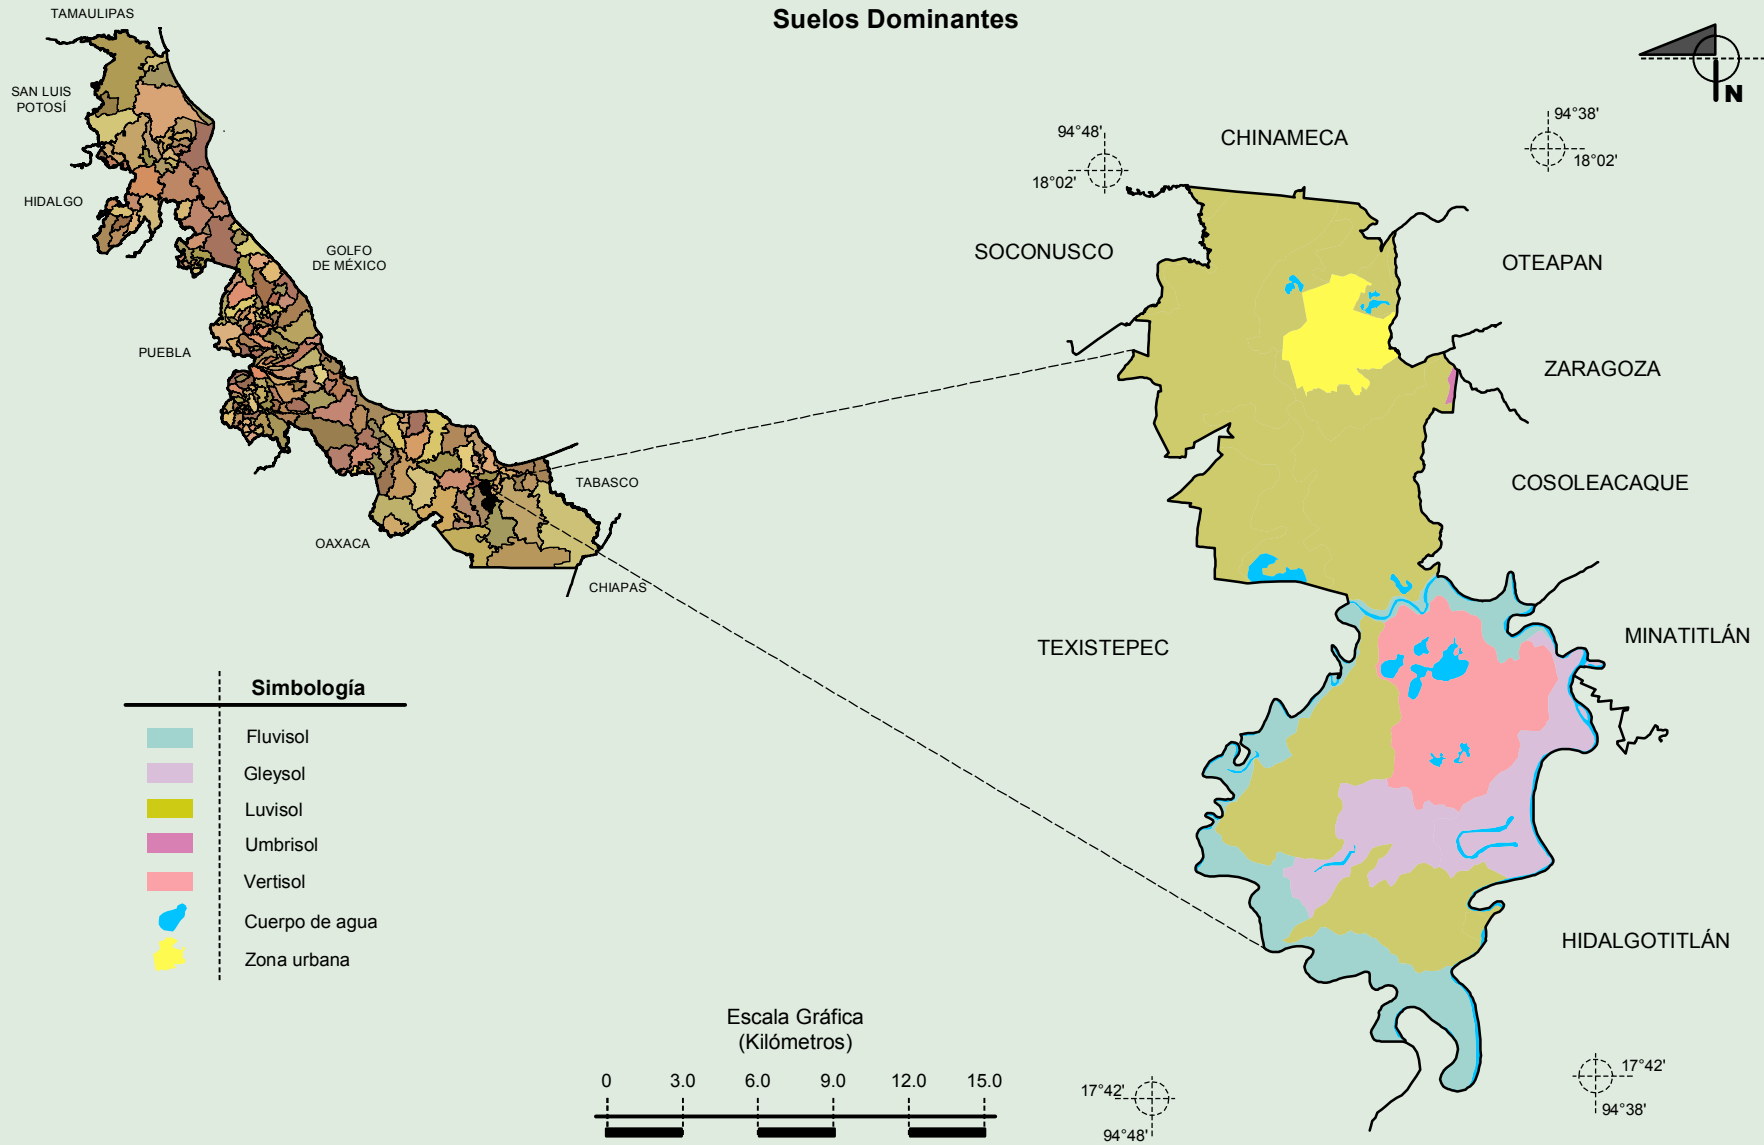 Suelos Dominantes
TAMAULIPAS
SAN LUIS
POTOSÍ
HIDALGO
GOLFO
DE MÉXICO
PUEBLA
TABASCO
OAXACA
CHIAPAS
N
94°48'
18°02'
94°38'
18°02'
CHINAMECA
SOCONUSCO
OTEAPAN
ZARAGOZA
COSOLEACAQUE
TEXISTEPEC
MINATITLÁN
HIDALGOTITLÁN
Simbología
Fluvisol
Gleysol
Luvisol
Umbrisol
Vertisol
Cuerpo de agua
Zona urbana
Escala Gráfica
(Kilómetros)
0 3.0 6.0 9.0 12.0 15.0
17°42'
94°48'
17°42'
94°38'